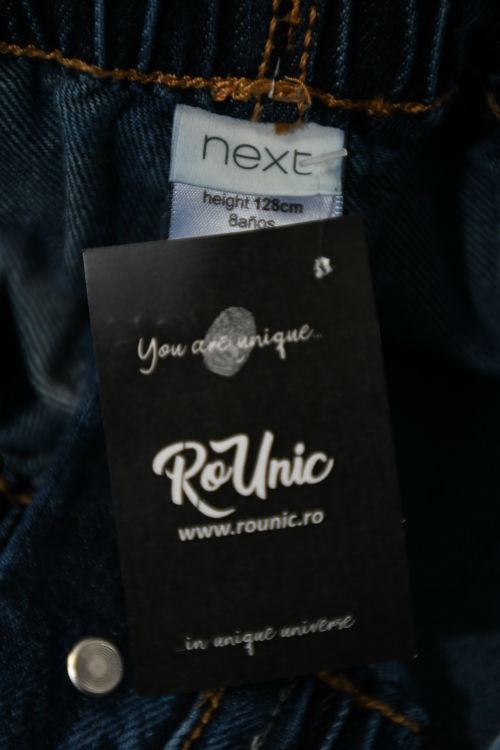 next
height 128cm
8años
You are unique...
RoUnic
www.rounic.ro
...in unique universe